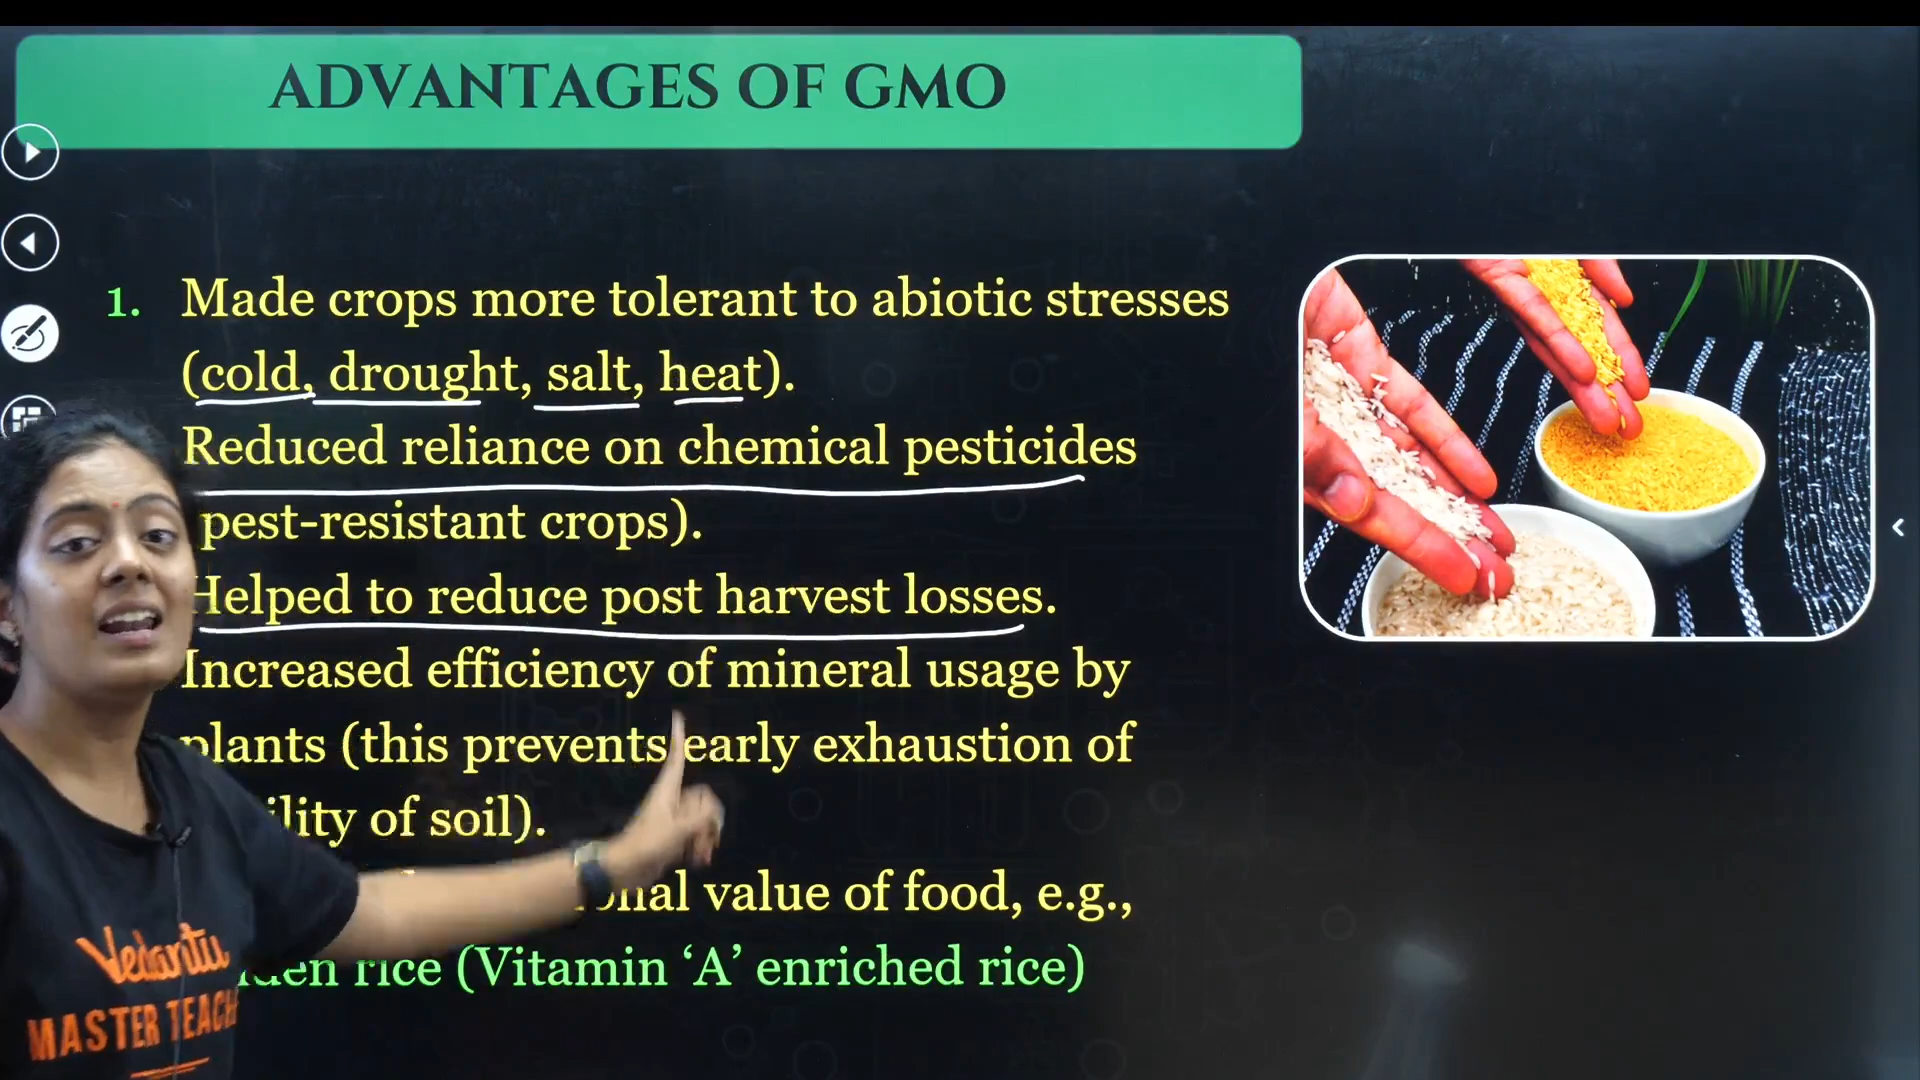 ADVANTAGES OF GMO
1. Made crops more tolerant to abiotic stresses
(cold, drought, salt, heat).
Reduced reliance on chemical pesticides
pest-resistant crops).
Helped to reduce post harvest losses.
Increased efficiency of mineral usage by
plants (this prevents early exhaustion of
of soil).
value of food, e.g.,
rice (Vitamin ‘A’ enriched rice)
Vedantu
MASTER